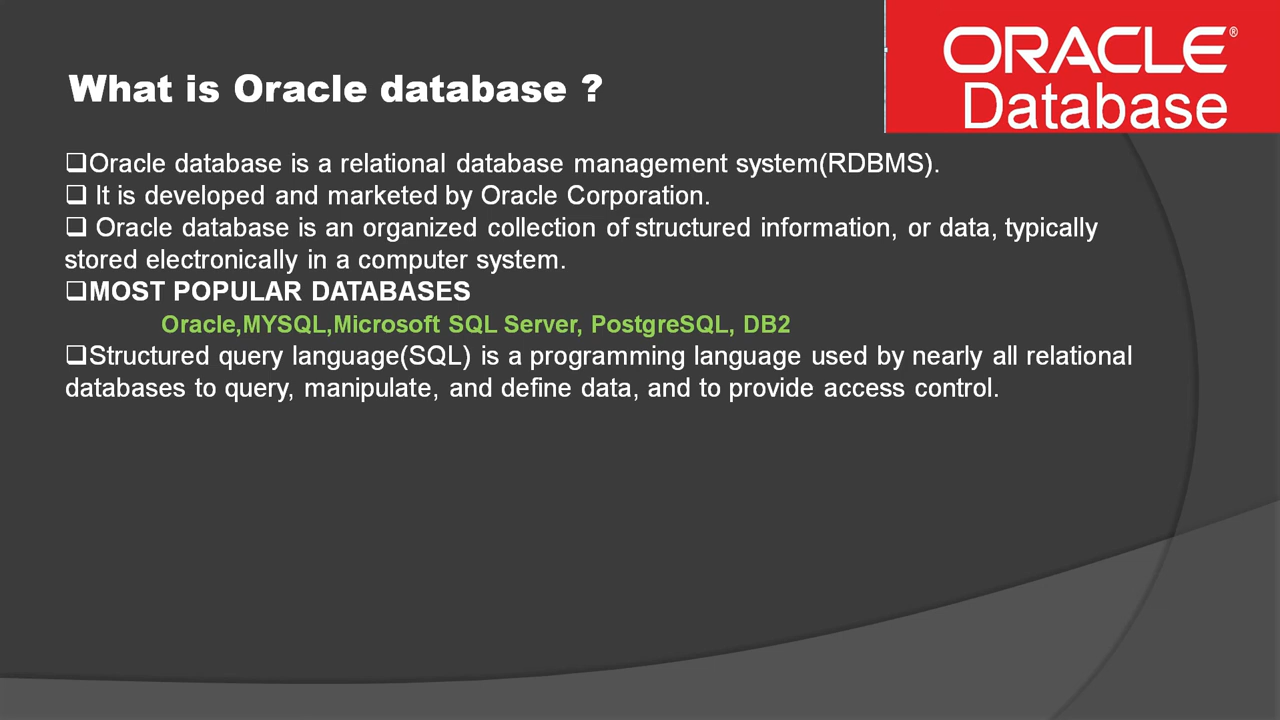 ORACLE®
Database
What is Oracle database ?
❑Oracle database is a relational database management system(RDBMS).
❑ It is developed and marketed by Oracle Corporation.
❑ Oracle database is an organized collection of structured information, or data, typically
stored electronically in a computer system.
❑MOST POPULAR DATABASES
Oracle,MYSQL,Microsoft SQL Server, PostgreSQL, DB2
❑Structured query language(SQL) is a programming language used by nearly all relational
databases to query, manipulate, and define data, and to provide access control.